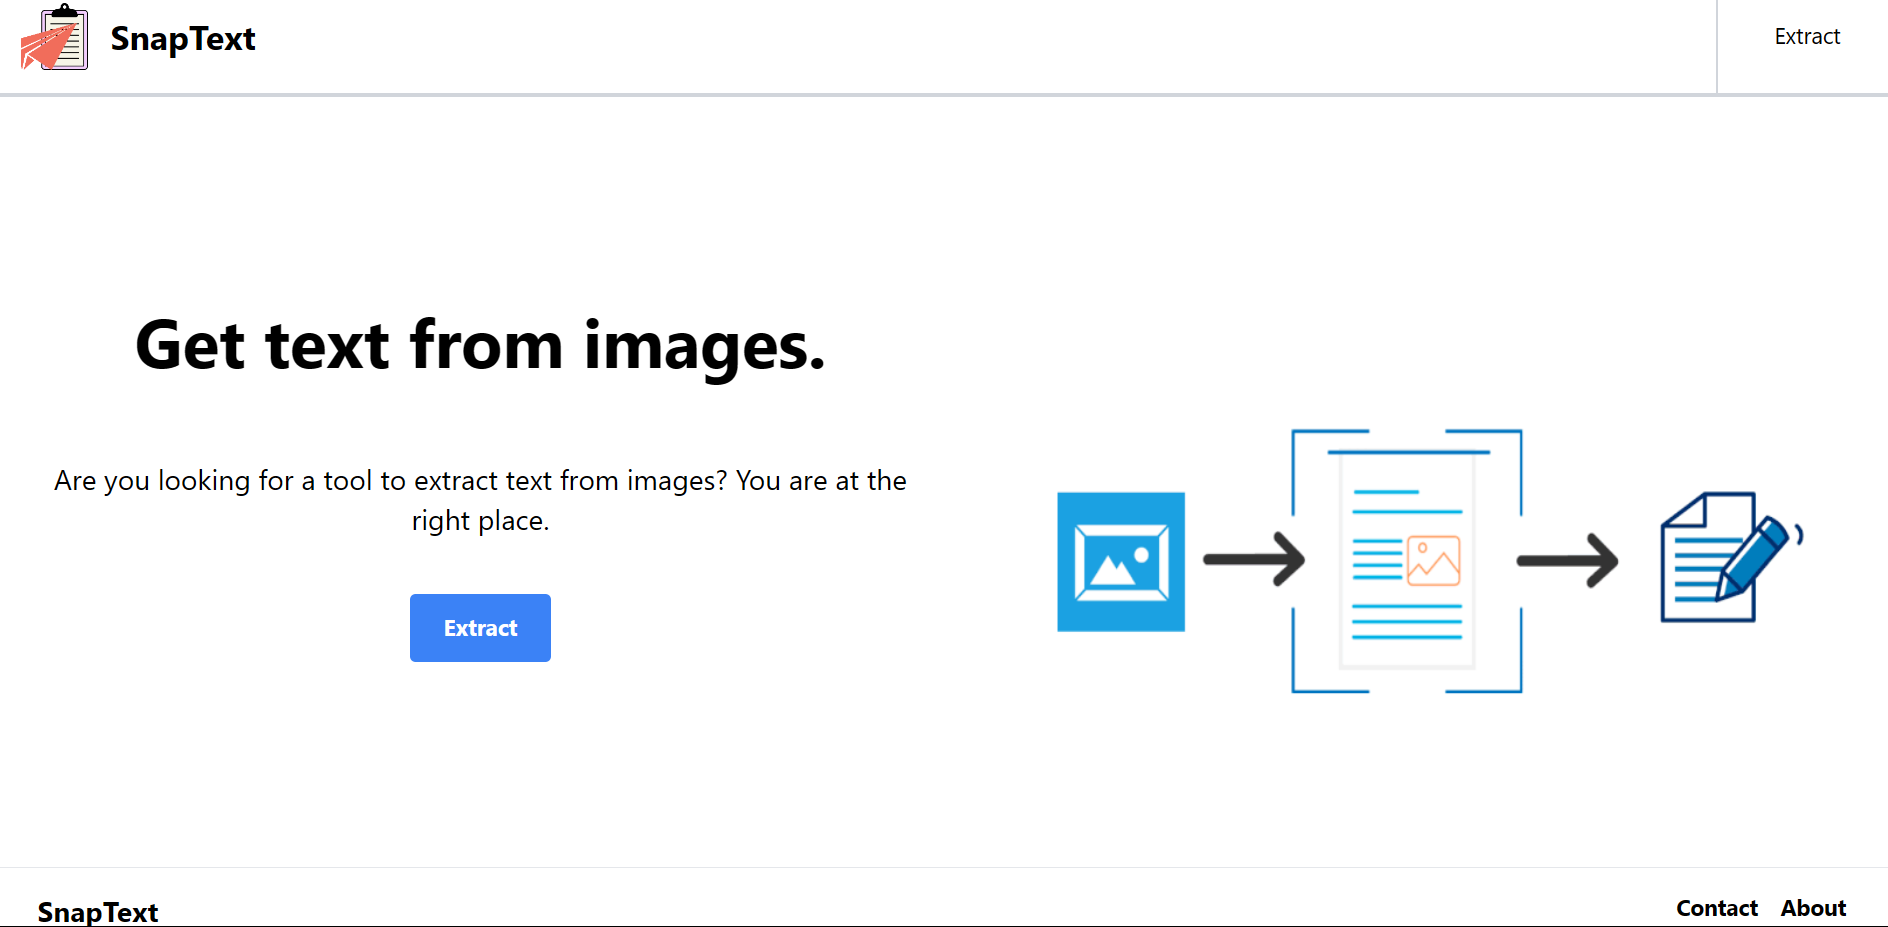 SnapText
Extract
Get text from images.
Are you looking for a tool to extract text from images? You are at the
right place.
Extract
SnapText
Contact About